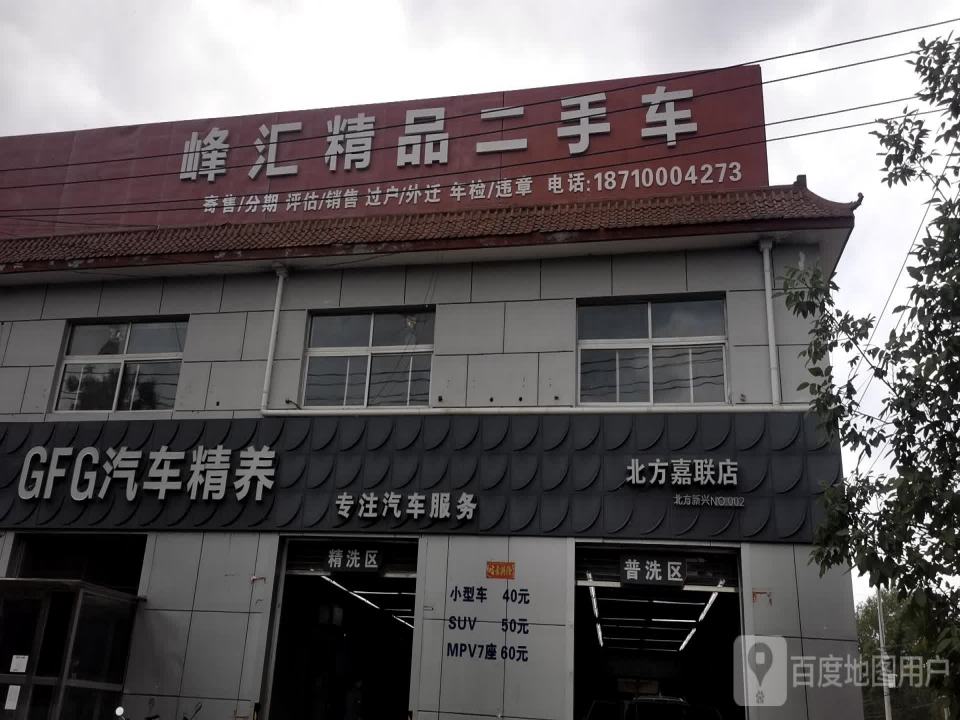 峰汇精品二手车
寄售/分期 评估/销售 过户/外迁 年检/违章 电话:18710004273
GFG汽车精养
专注汽车服务
北方嘉联店
北方新兴NO.002
精洗区
普洗区
小型车 40元
SUV 50元
MPV7座 60元
百度地图用户